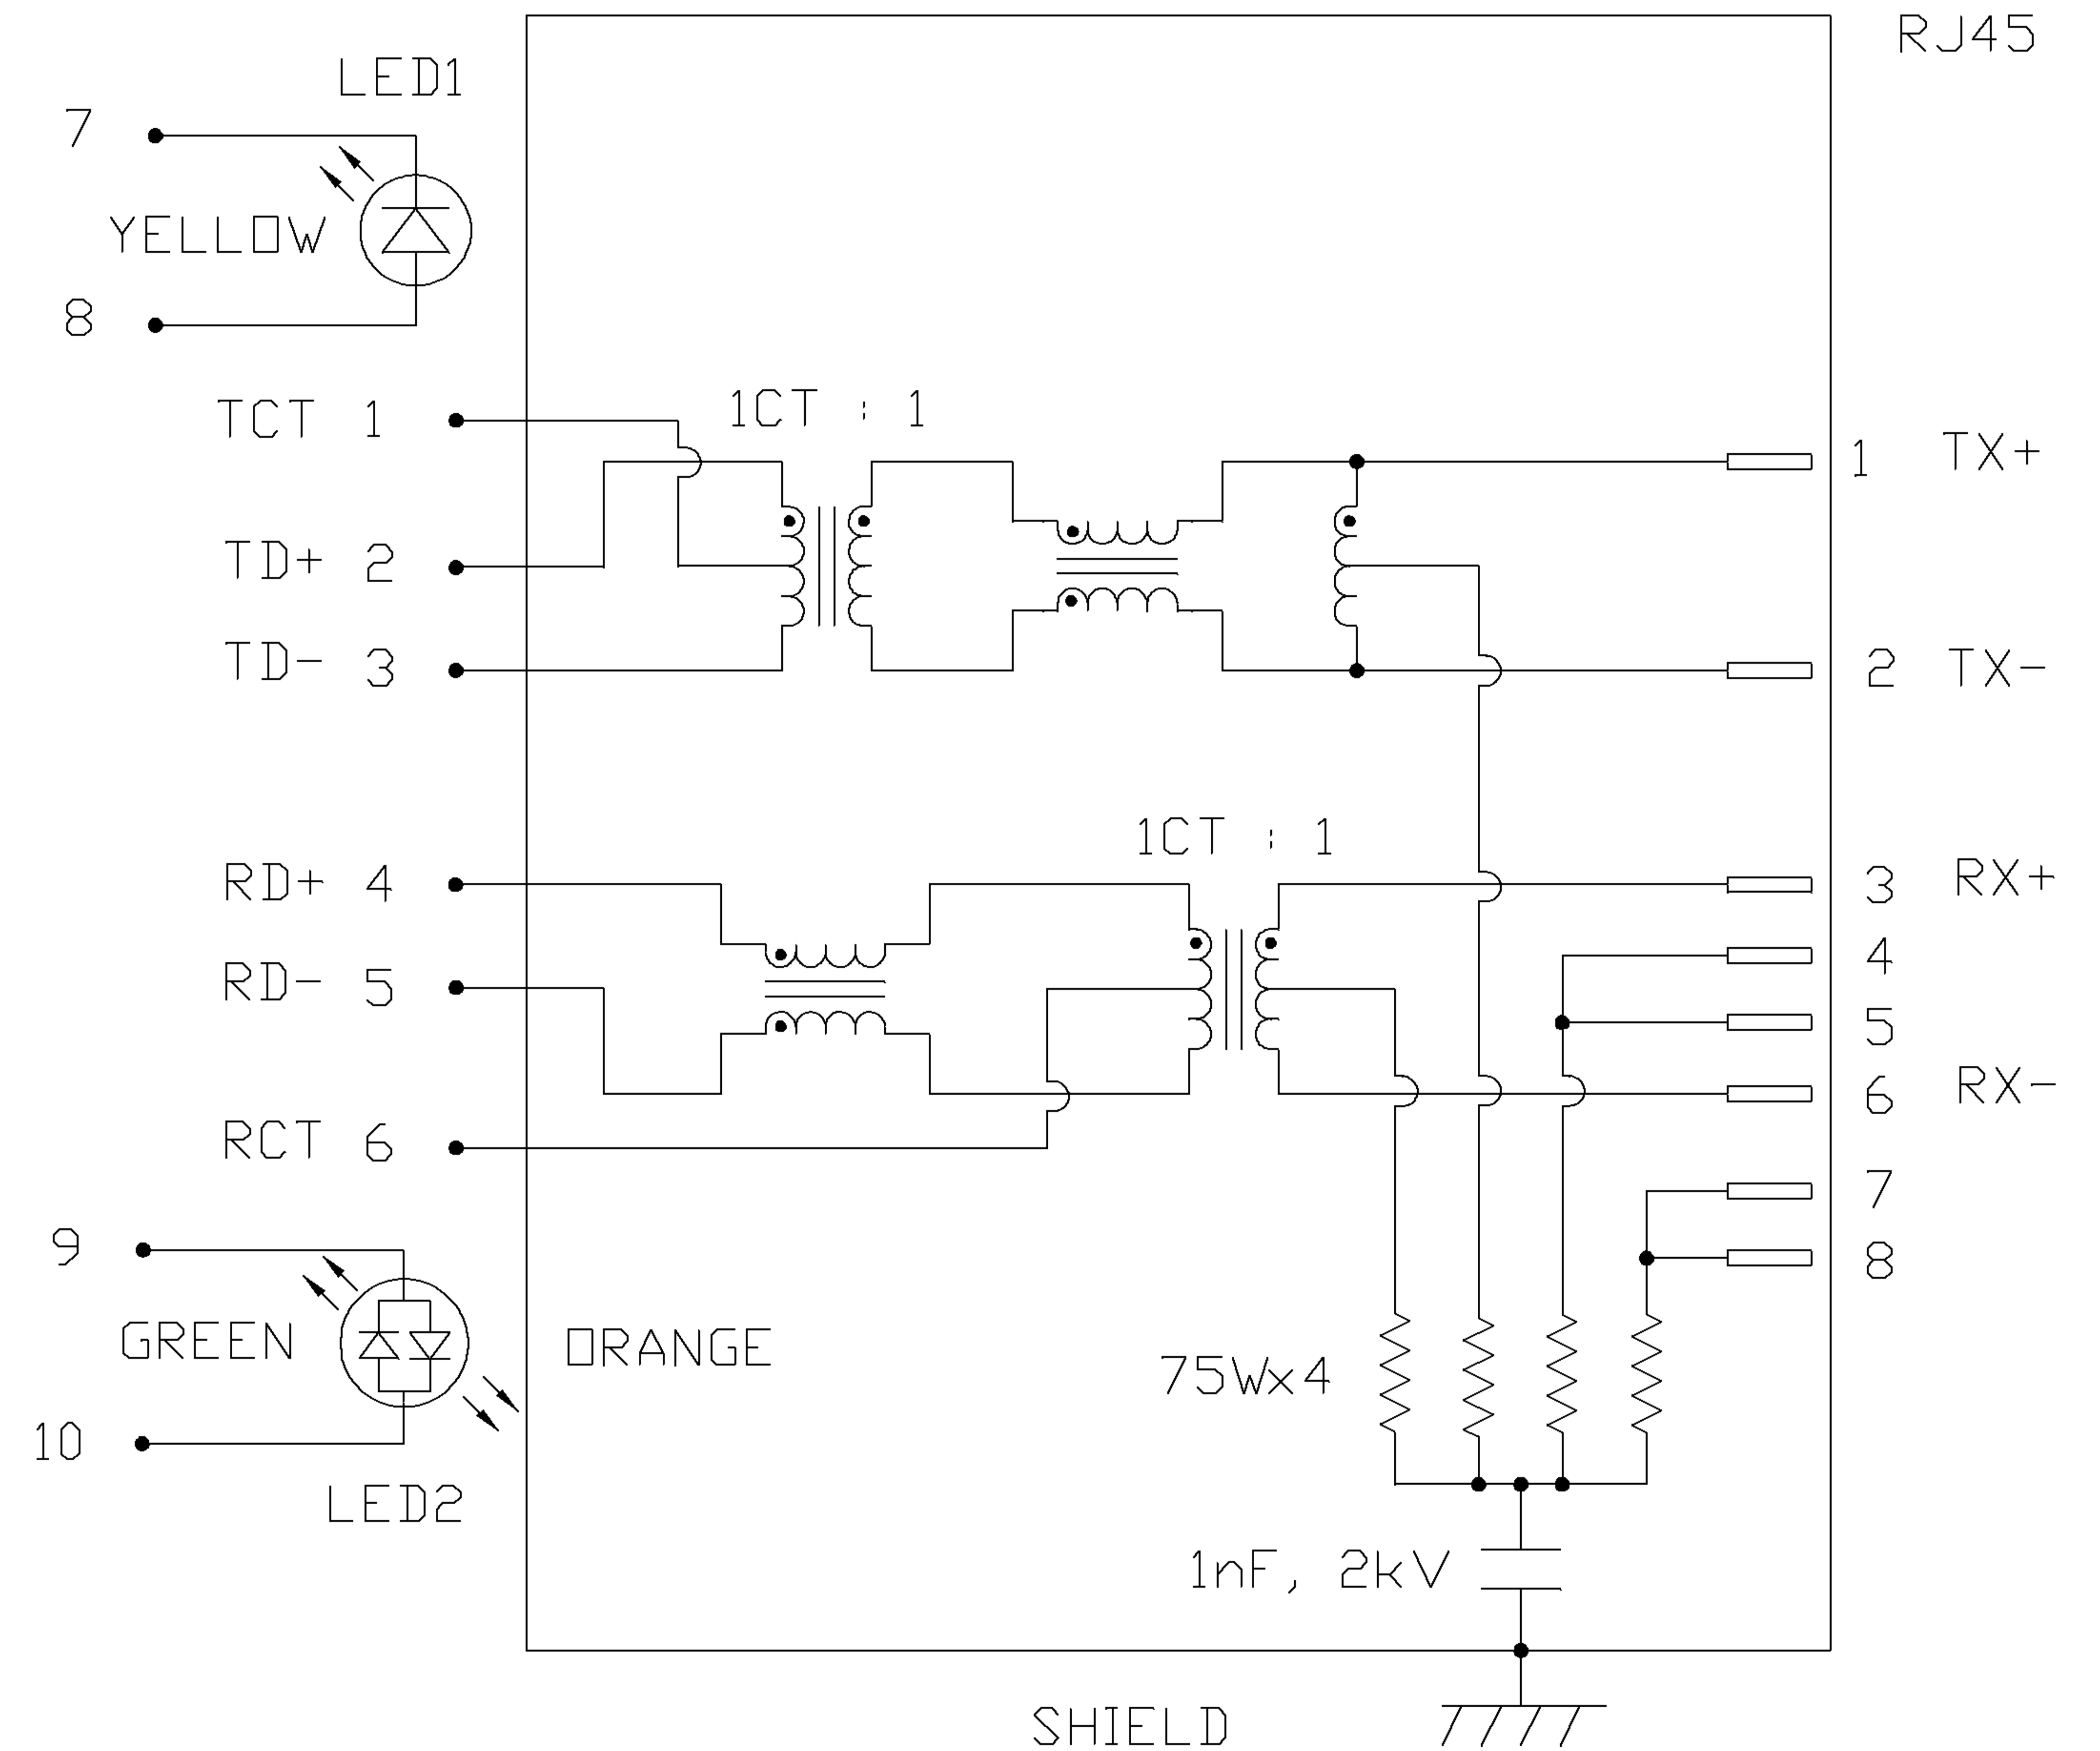 RJ45
LED1
7
YELLOW
8
TCT 1
1CT : 1
1 TX+
TD+ 2
TD- 3
2 TX-
1CT : 1
RD+ 4
3 RX+
4
RD- 5
5
6 RX-
RCT 6
7
9
8
GREEN
ORANGE
75Wx4
10
LED2
1nF, 2kV
SHIELD